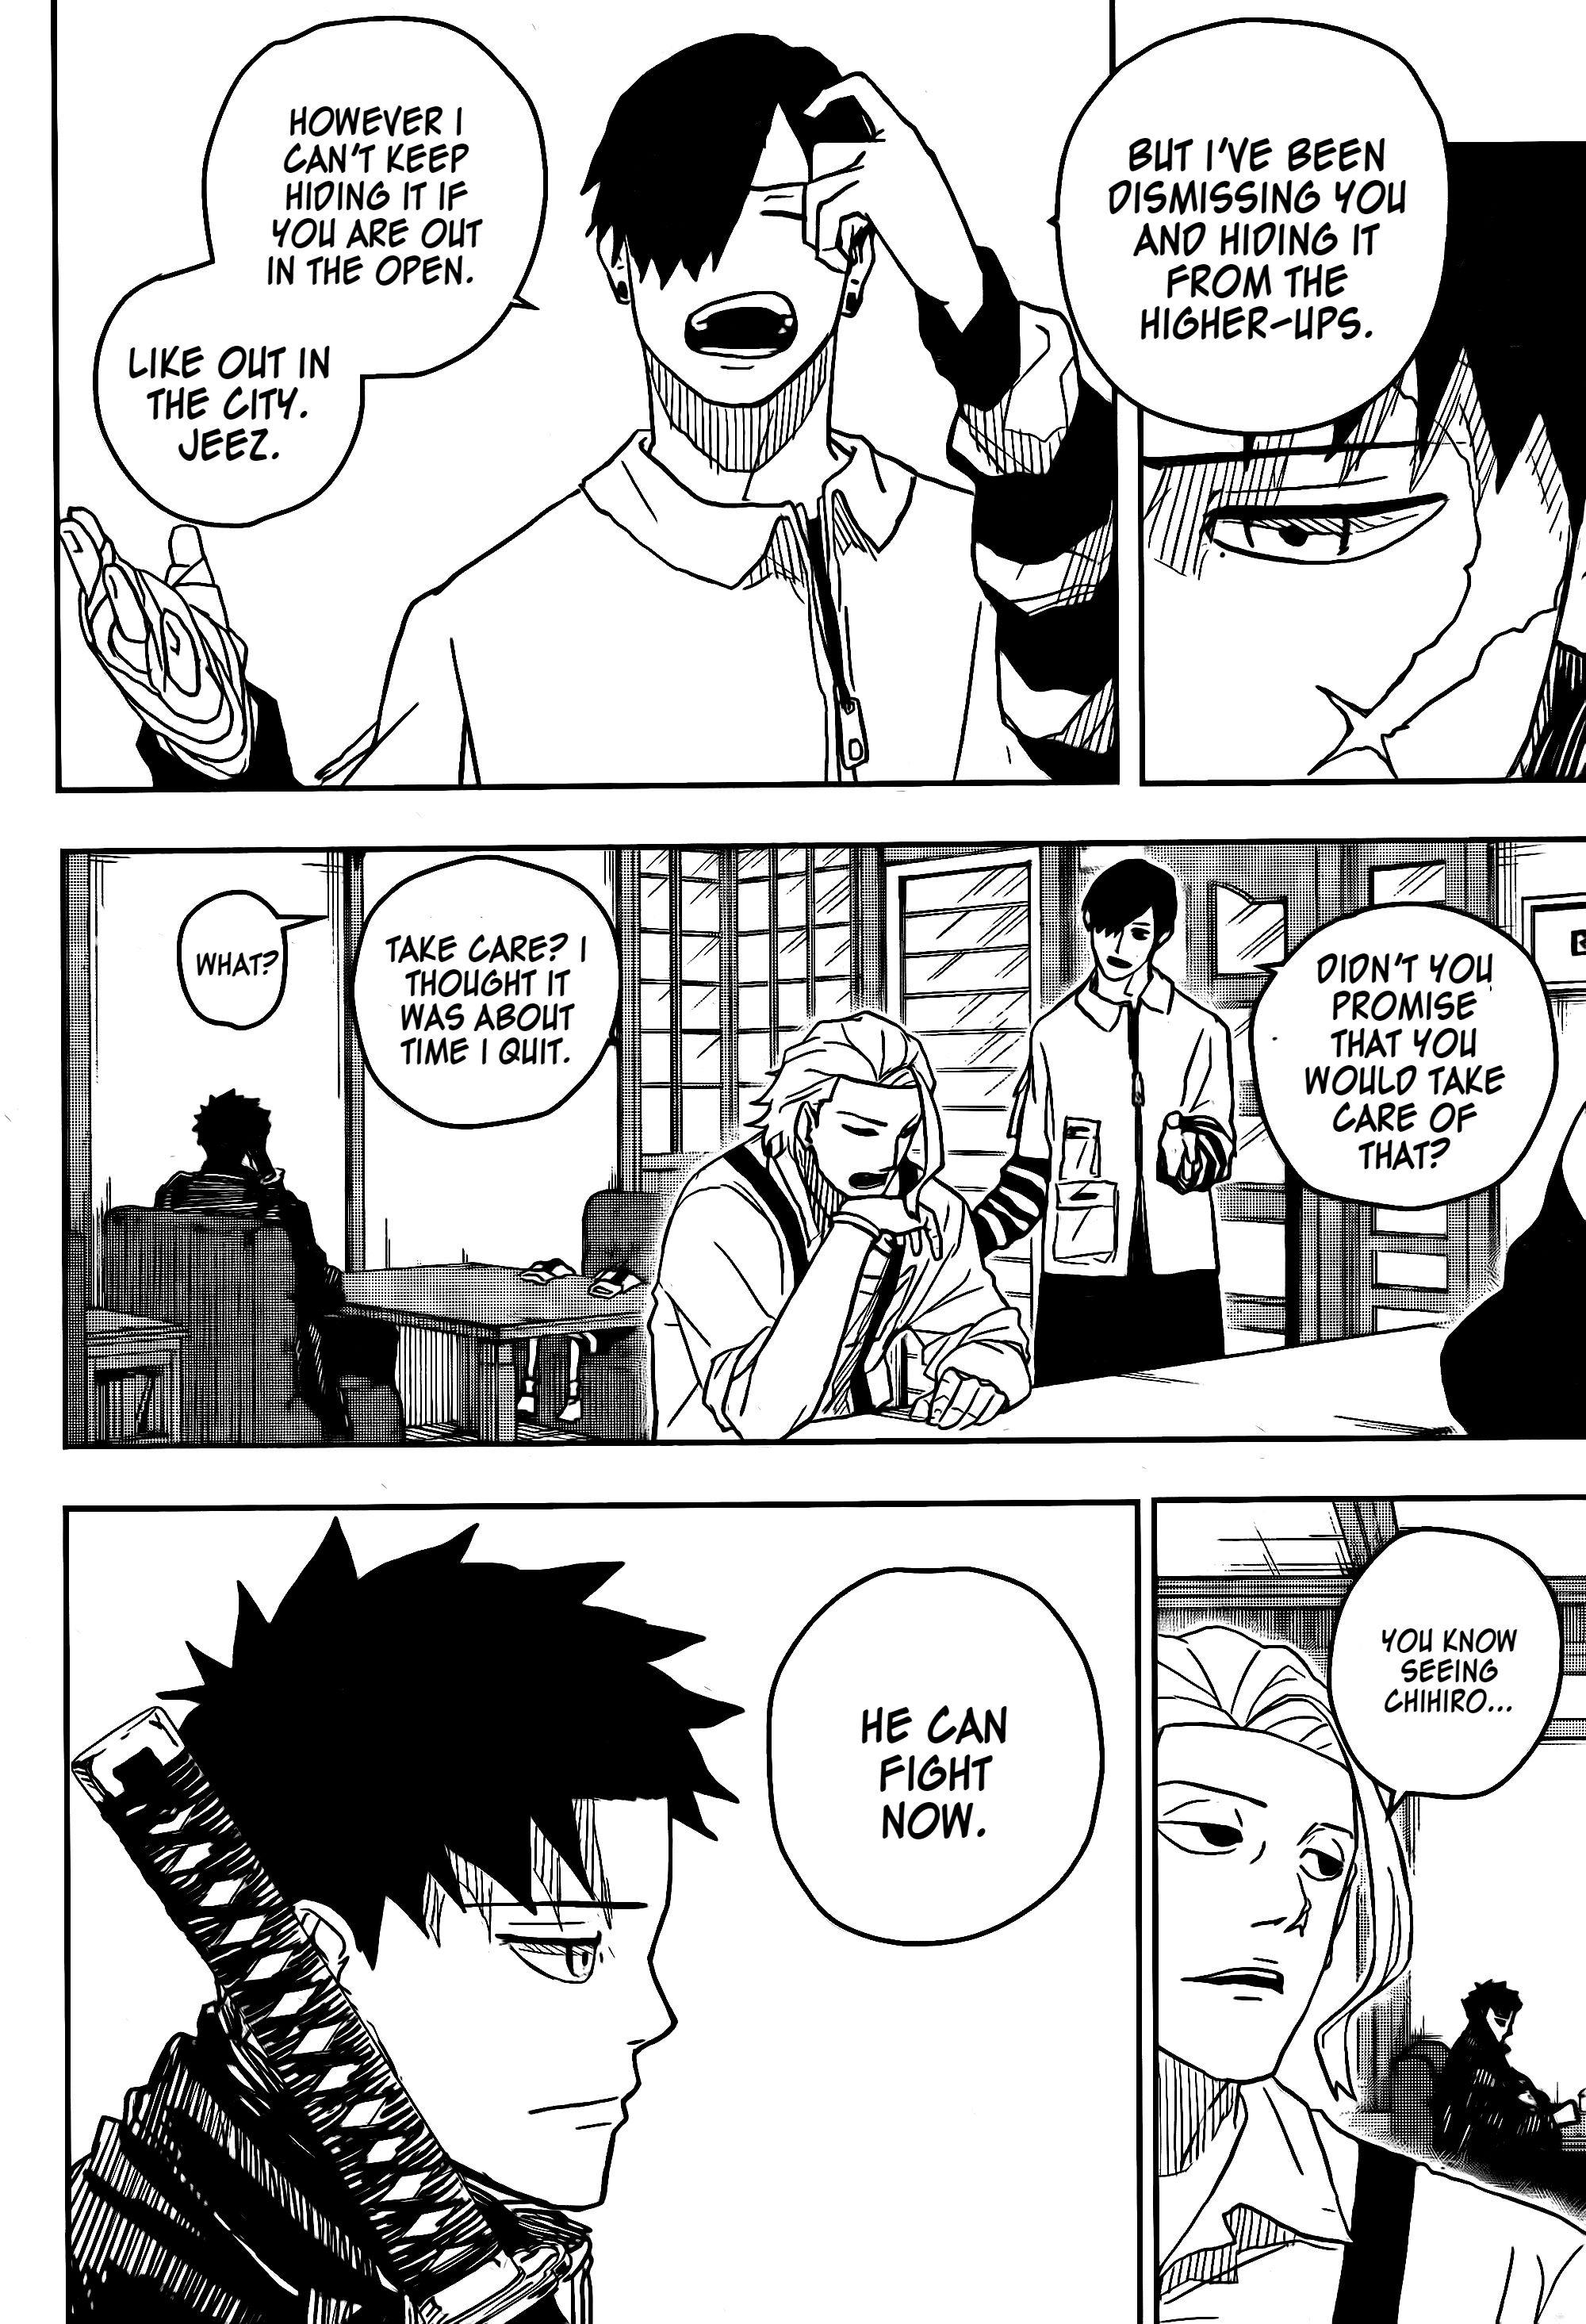 BUT I'VE BEEN
DISMISSING YOU
AND HIDING IT
FROM THE
HIGHER-UPS.
HOWEVER I
CAN'T KEEP
HIDING IT IF
YOU ARE OUT
IN THE OPEN.
LIKE OUT IN
THE CITY.
JEEZ.
DIDN'T YOU
PROMISE
THAT YOU
WOULD TAKE
CARE OF
THAT?
TAKE CARE? I
THOUGHT IT
WAS ABOUT
TIME I QUIT.
WHAT?
YOU KNOW
SEEING
CHIHIRO...
HE CAN
FIGHT
NOW.